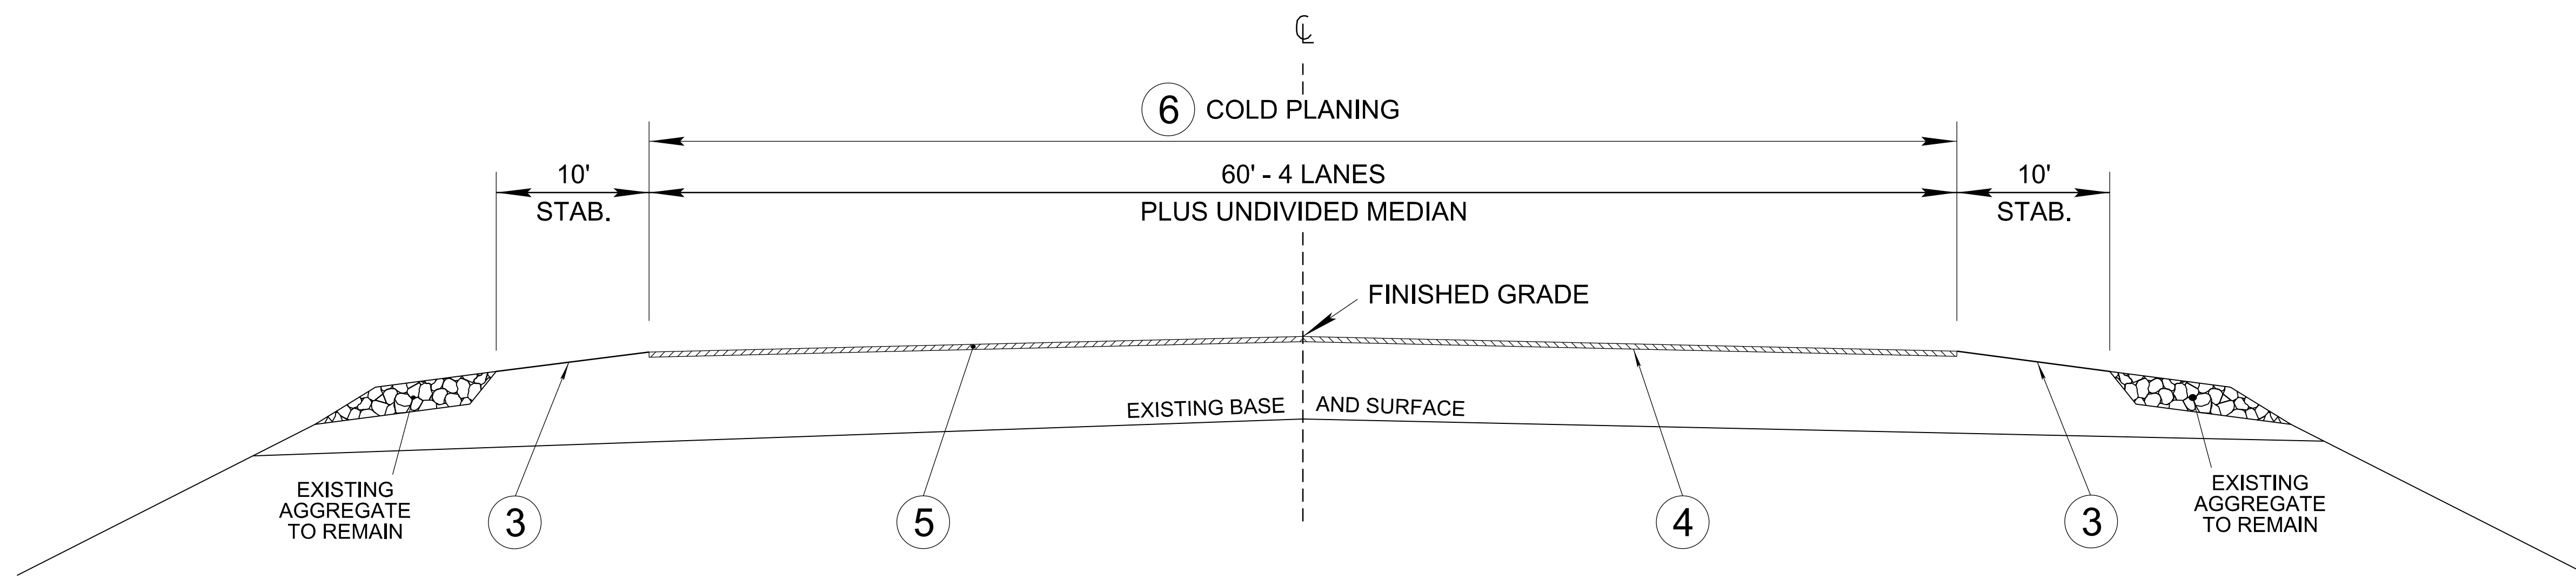 ℄
6 COLD PLANING
10' 60' - 4 LANES 10'
STAB. PLUS UNDIVIDED MEDIAN STAB.
FINISHED GRADE
EXISTING BASE AND SURFACE
EXISTING
AGGREGATE
TO REMAIN
3
5
4
3
EXISTING
AGGREGATE
TO REMAIN